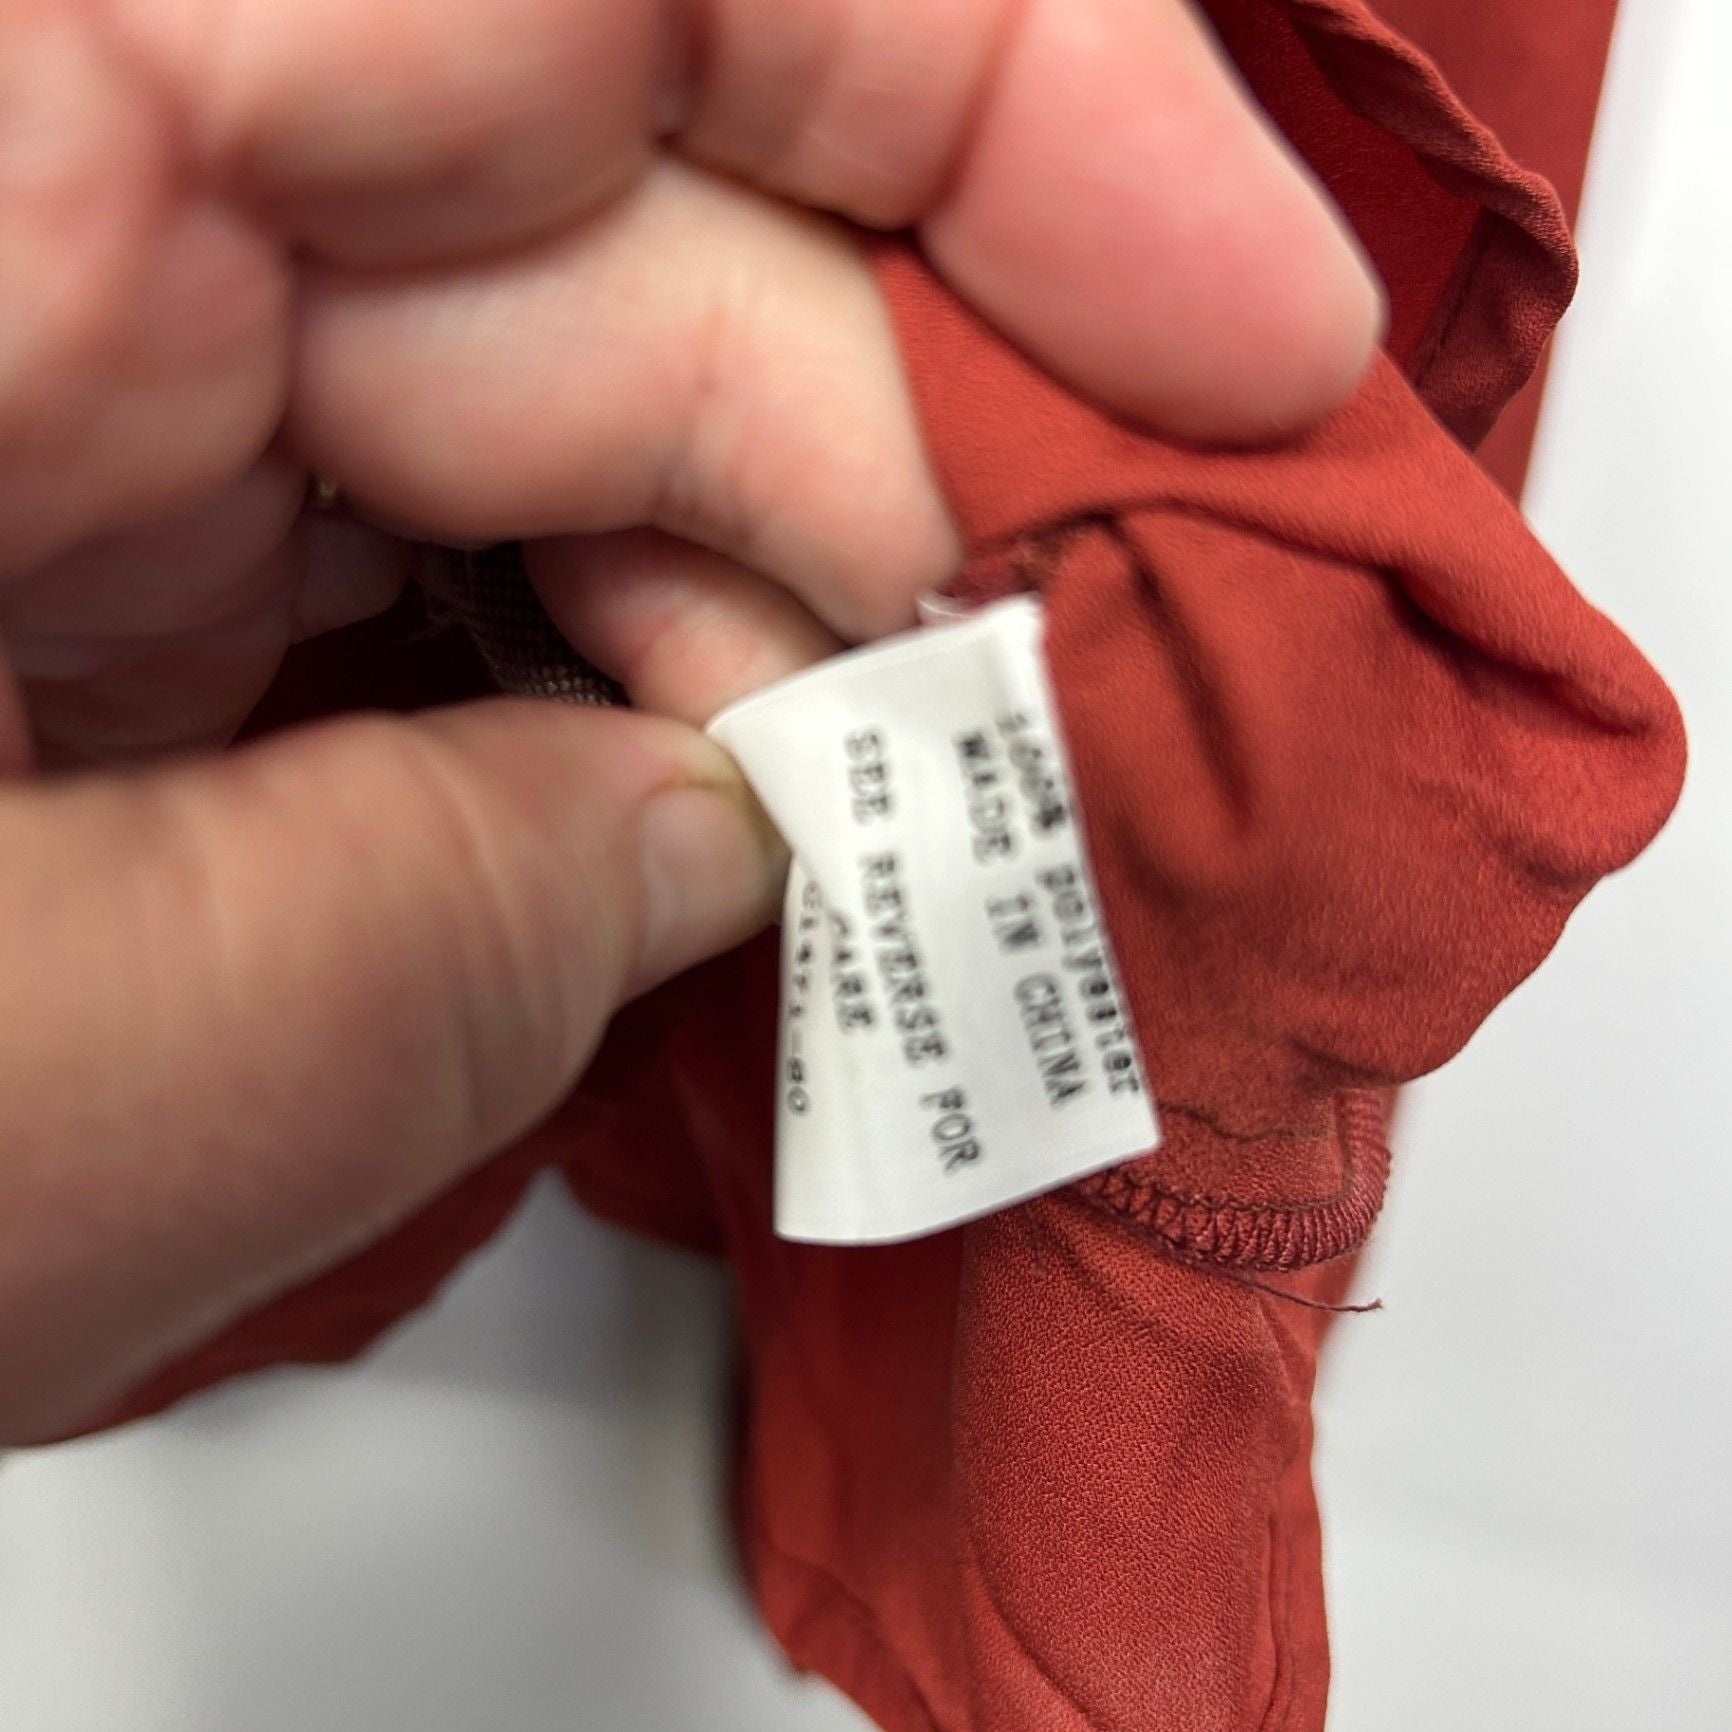 100% polyester
MADE IN CHINA
SEE REVERSE FOR
CARE